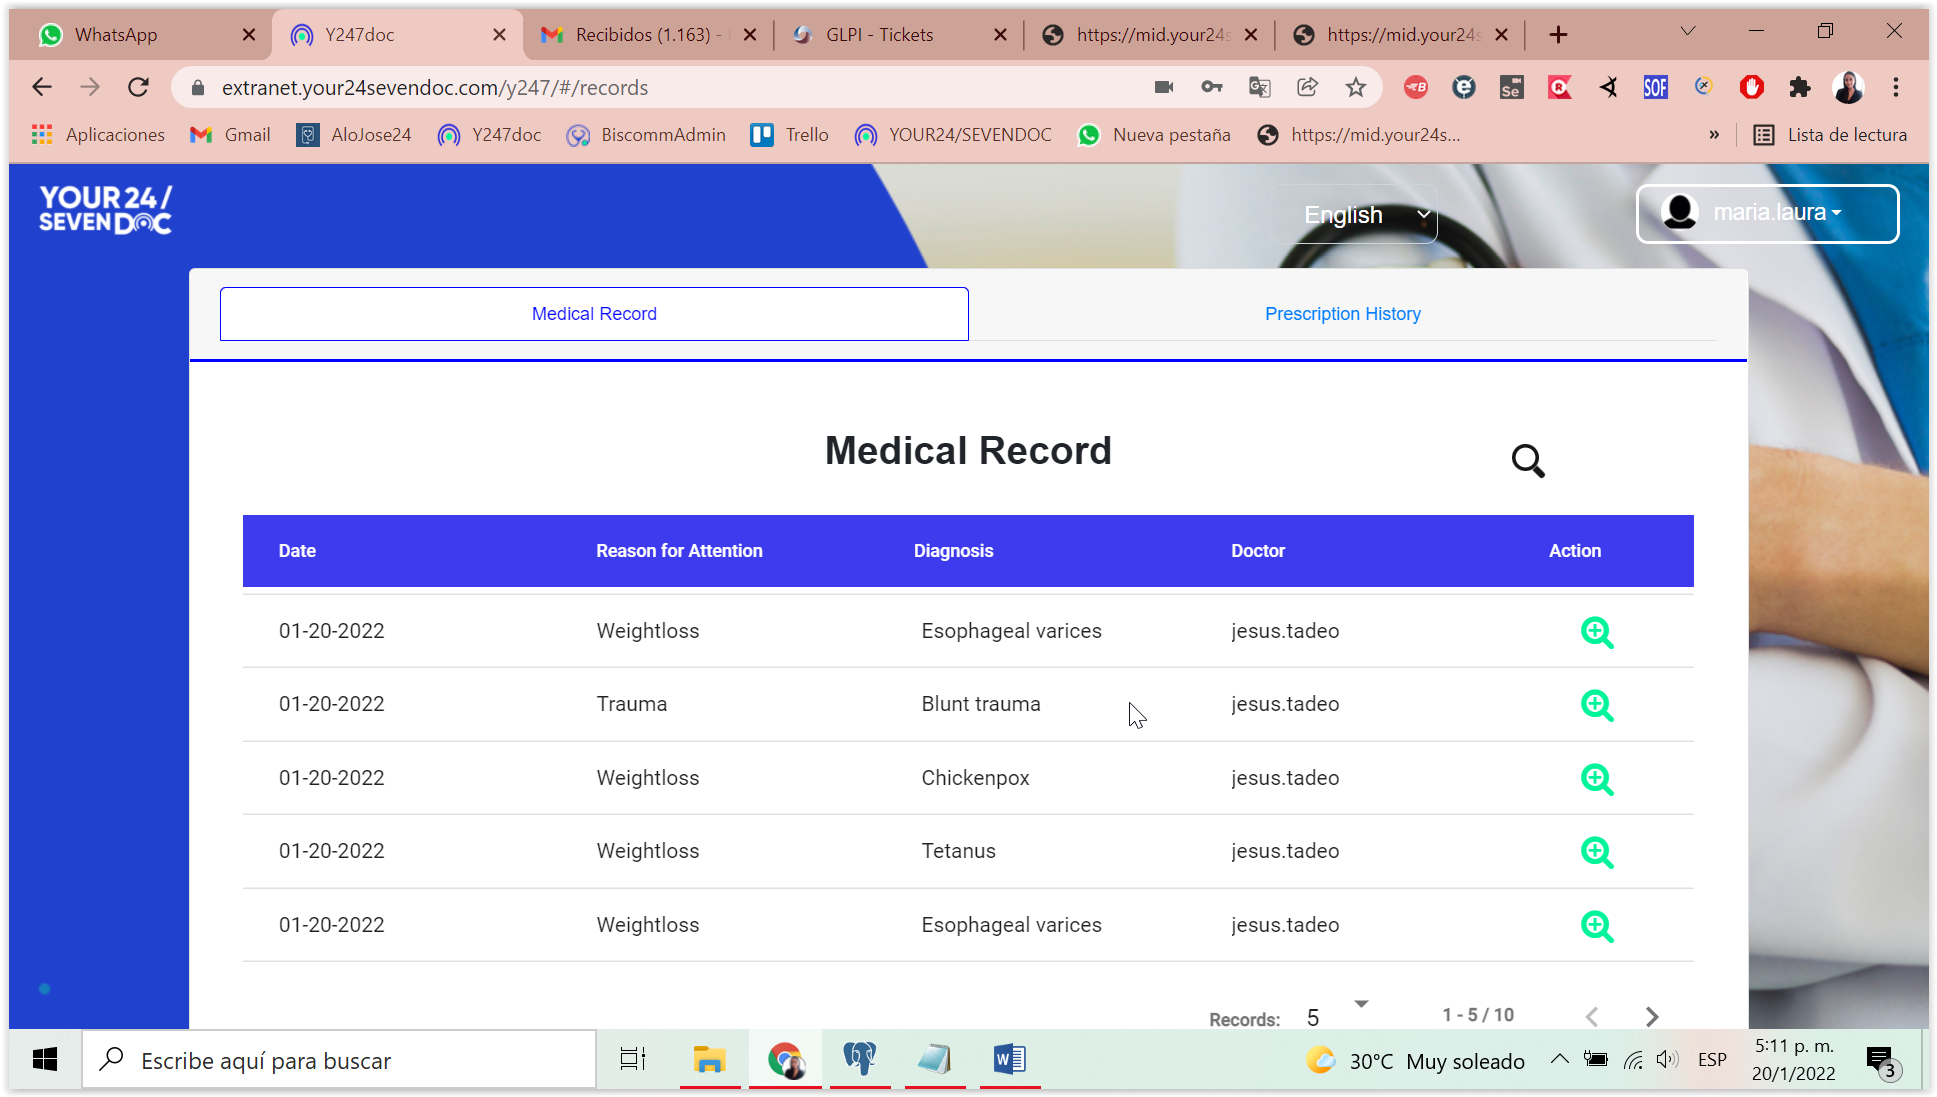 WhatsApp
Y247doc
Recibidos (1.163) -
GLPI - Tickets
https://mid.your24s
https://mid.your24s
extranet.your24sevendoc.com/y247/#/records
B
Se
R
SOF
Aplicaciones
Gmail
AloJose24
Y247doc
BiscommAdmin
Trello
YOUR24/SEVENDOC
Nueva pestaña
https://mid.your24s...
»
Lista de lectura
YOUR 24/
SEVENDOC
English
maria.laura
Medical Record
Prescription History
Medical Record
Date Reason for Attention Diagnosis Doctor Action
01-20-2022 Weightloss Esophageal varices jesus.tadeo
01-20-2022 Trauma Blunt trauma jesus.tadeo
01-20-2022 Weightloss Chickenpox jesus.tadeo
01-20-2022 Weightloss Tetanus jesus.tadeo
01-20-2022 Weightloss Esophageal varices jesus.tadeo
Records: 5 1 - 5 / 10
Escribe aquí para buscar
W
30°C Muy soleado
ESP
5:11 p. m.
20/1/2022
3